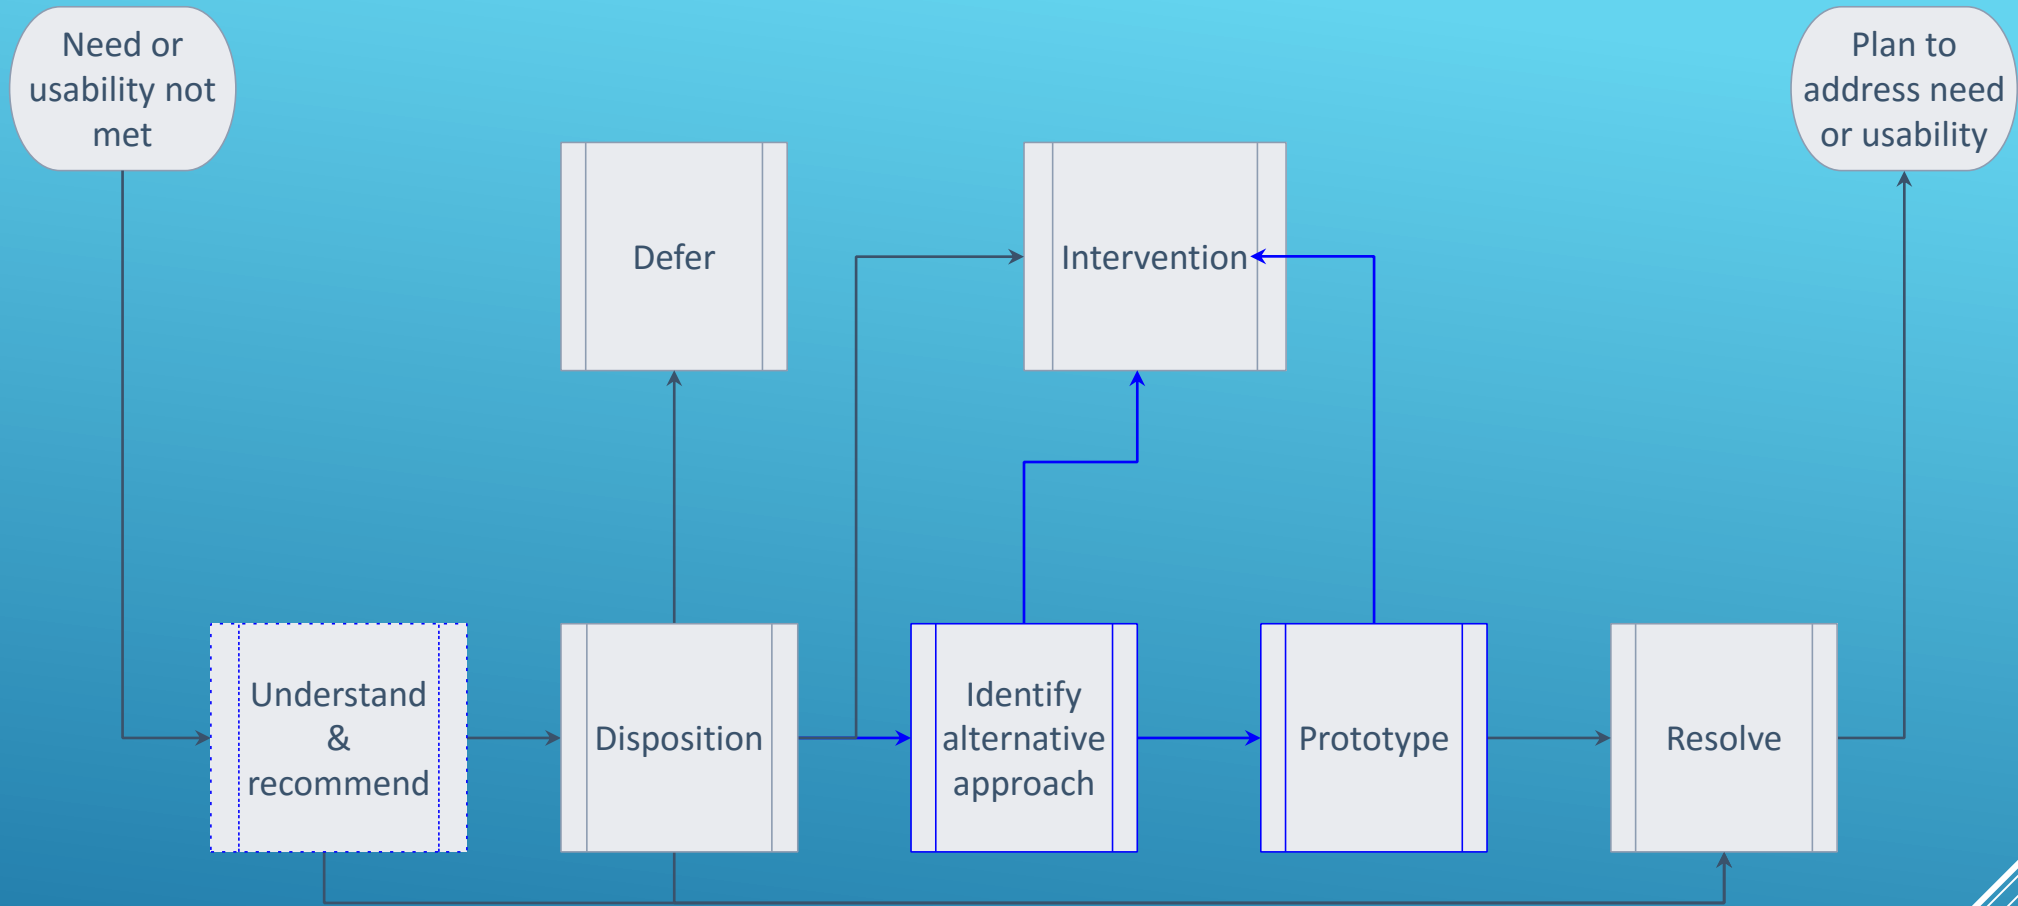 Need or
usability not
met
Plan to
address need
or usability
Defer
Intervention
Understand
&
recommend
Disposition
Identify
alternative
approach
Prototype
Resolve